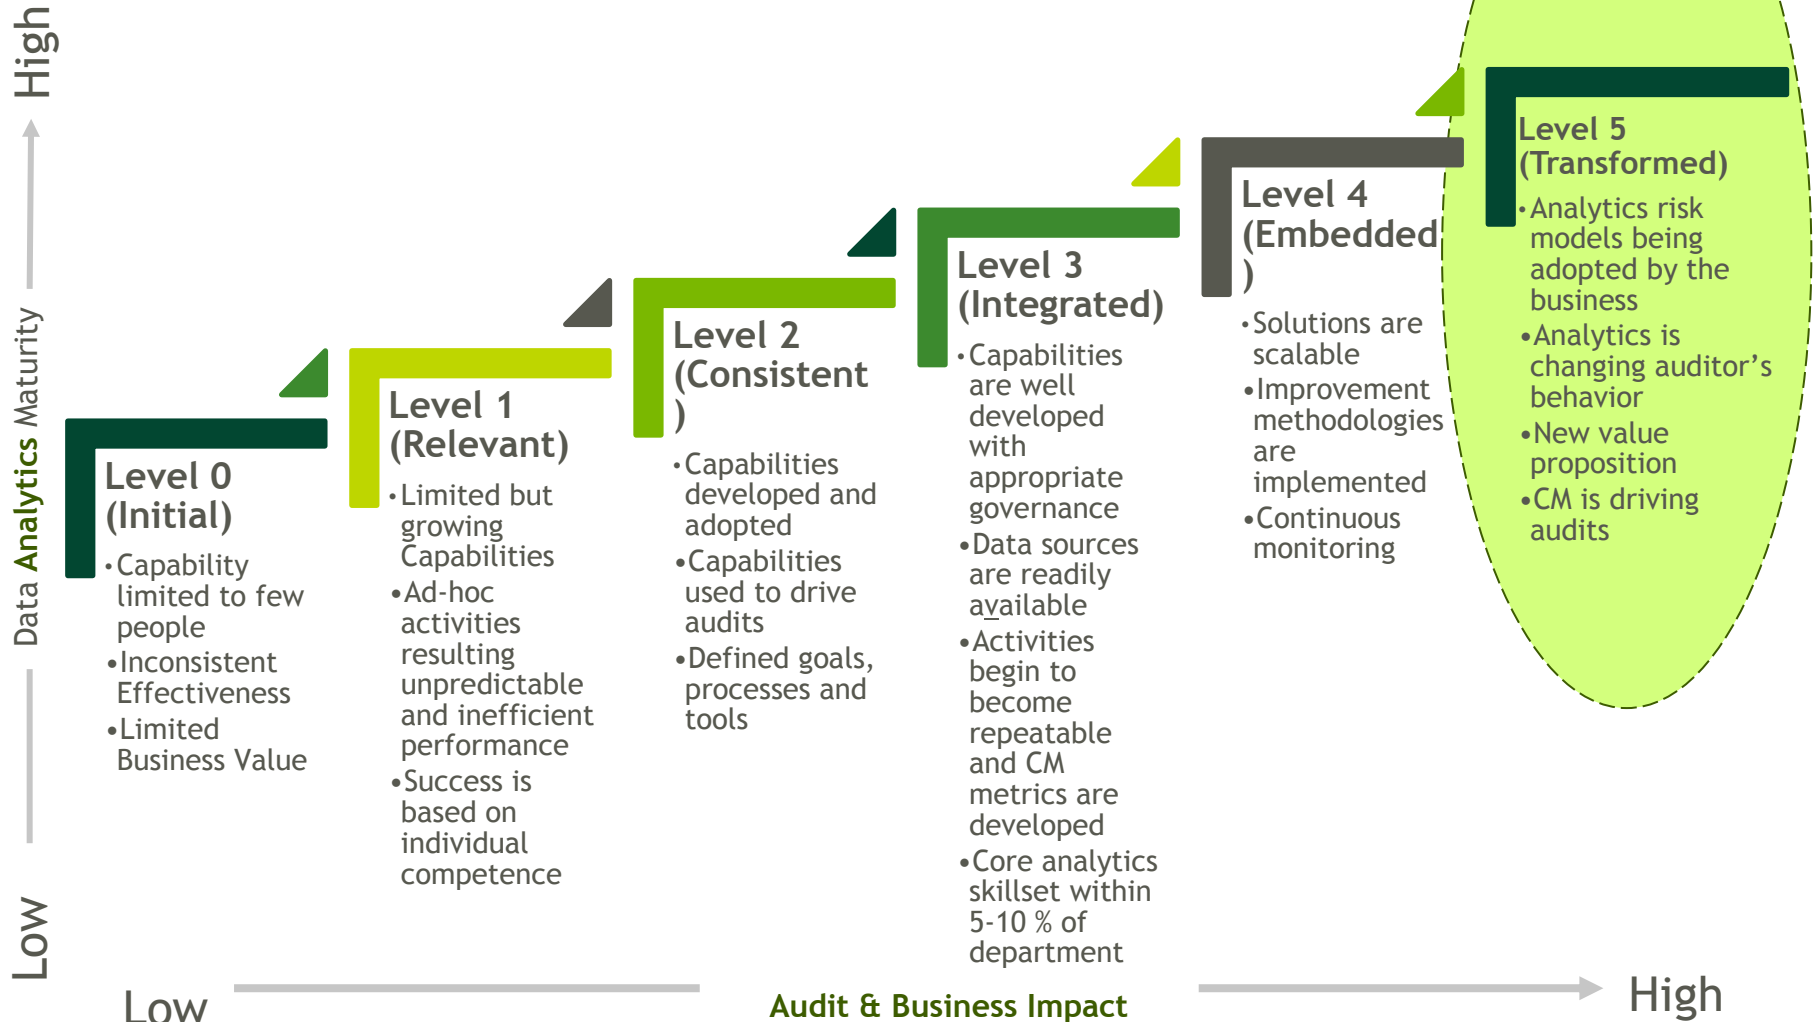 High
Data Analytics Maturity
Low
Level 0
(Initial)
•Capability
limited to few
people
•Inconsistent
Effectiveness
•Limited
Business Value
Level 1
(Relevant)
•Limited but
growing
Capabilities
•Ad-hoc
activities
resulting
unpredictable
and inefficient
performance
•Success is
based on
individual
competence
Level 2
(Consistent
)
•Capabilities
developed and
adopted
•Capabilities
used to drive
audits
•Defined goals,
processes and
tools
Level 3
(Integrated)
•Capabilities
are well
developed
with
appropriate
governance
•Data sources
are readily
available
•Activities
begin to
become
repeatable
and CM
metrics are
developed
•Core analytics
skillset within
5-10 % of
department
Level 4
(Embedded
)
•Solutions are
scalable
•Improvement
methodologies
are
implemented
•Continuous
monitoring
Level 5
(Transformed)
•Analytics risk
models being
adopted by the
business
•Analytics is
changing auditor’s
behavior
•New value
proposition
•CM is driving
audits
Low
Audit & Business Impact
High